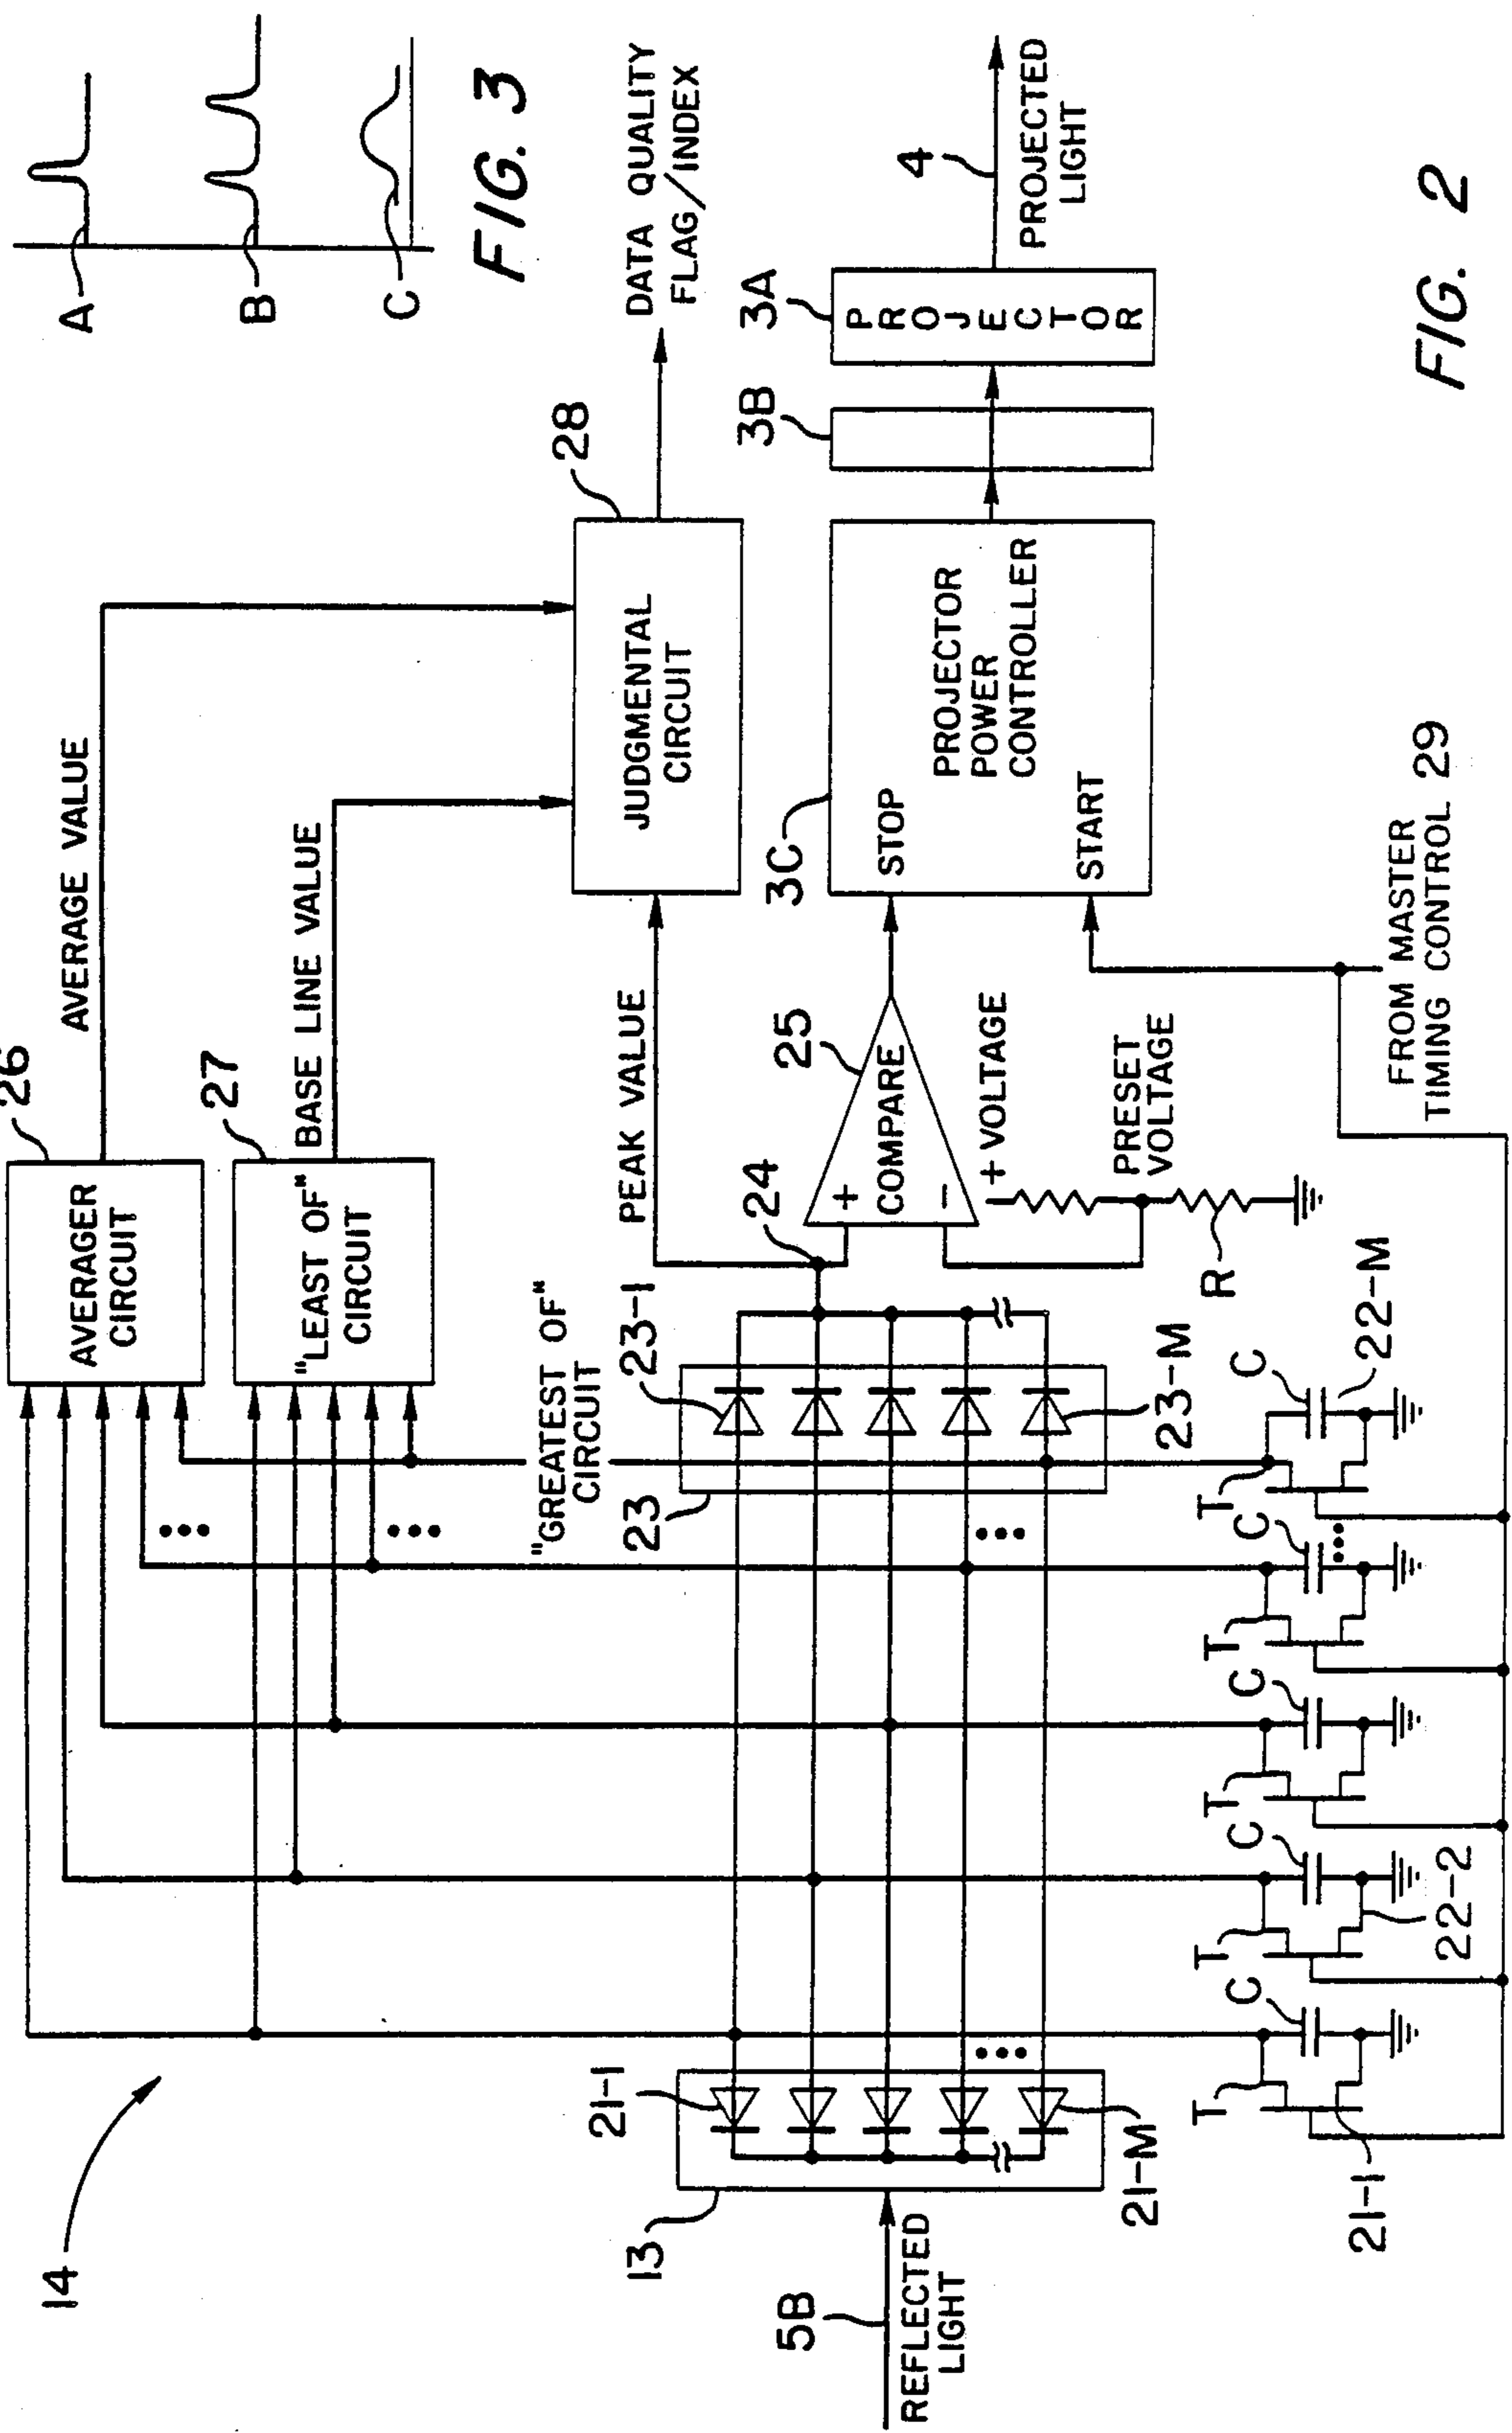 14
26
AVERAGER
CIRCUIT
AVERAGE VALUE
27
"LEAST OF"
CIRCUIT
BASE LINE VALUE
A
B
C
FIG. 3
"GREATEST OF"
CIRCUIT
PEAK VALUE
28
JUDGMENTAL
CIRCUIT
DATA QUALITY
FLAG/INDEX
5B
REFLECTED
LIGHT
13
21-1
21-M
...
...
...
...
23
23-1
23-M
24
25
+
COMPARE
-
+ VOLTAGE
PRESET
VOLTAGE
R
3C
STOP
START
PROJECTOR
POWER
CONTROLLER
3B
3A
PROJECTOR
4
PROJECTED
LIGHT
T
C
T
C
T
C
T
C
...
T
C
21-1
22-2
22-M
FROM MASTER
TIMING CONTROL 29
FIG. 2